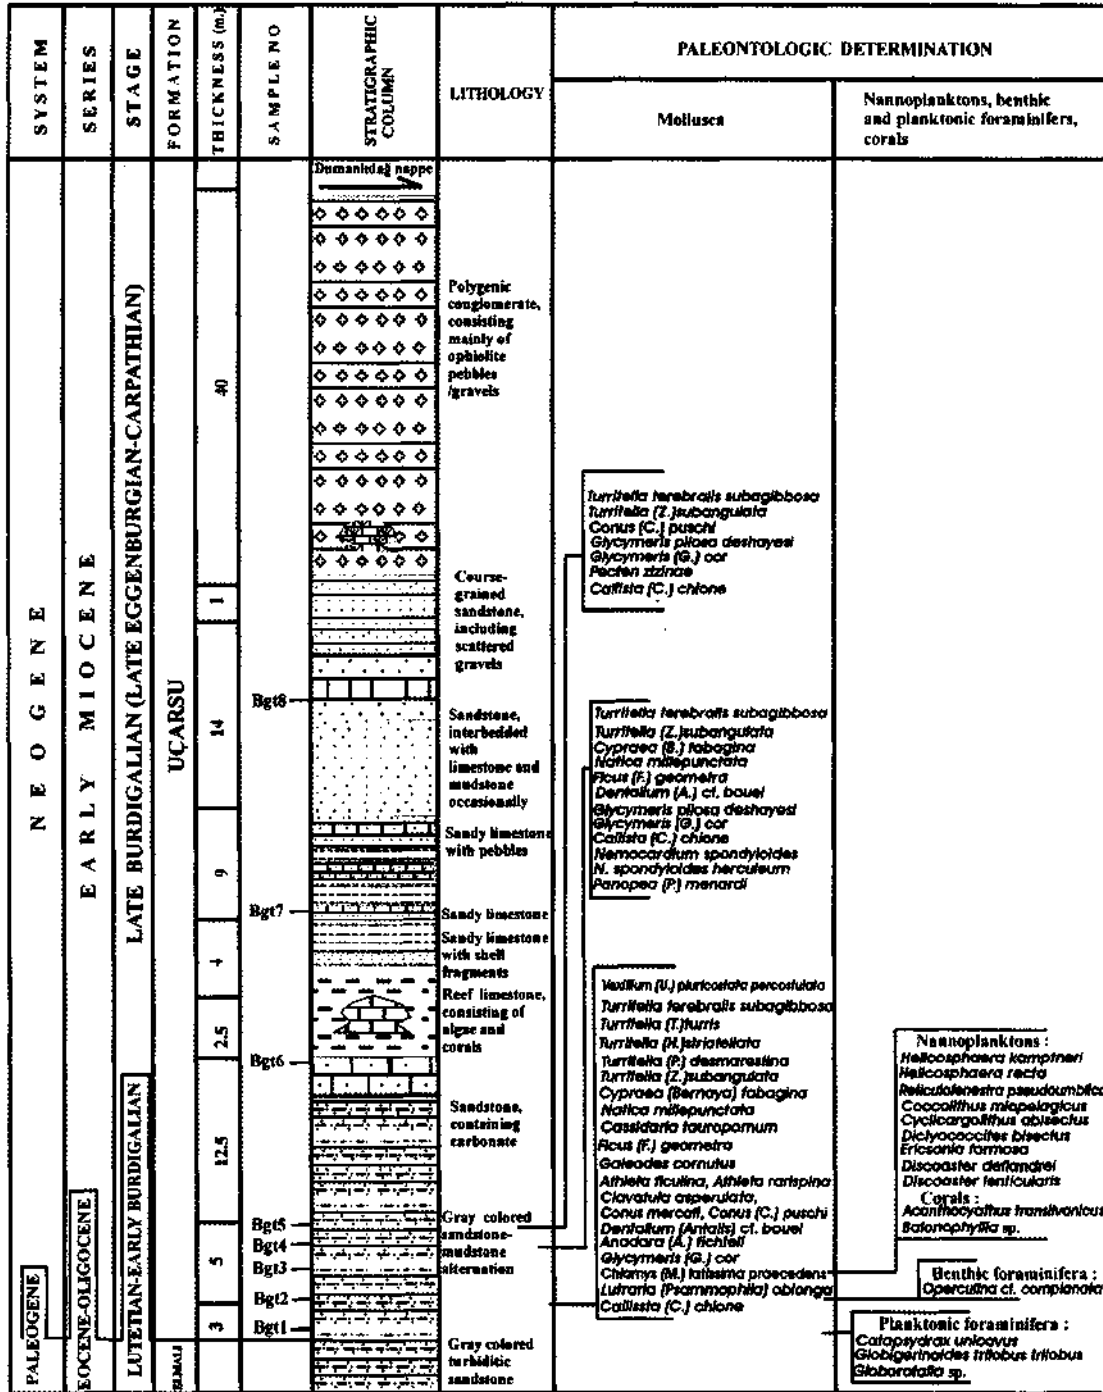 SYSTEM
SERIES
STAGE
FORMATION
THICKNESS (m.)
SAMPLE NO
STRATIGRAPHIC
COLUMN
LITHOLOGY
PALEONTOLOGIC DETERMINATION
Mollusca
Nannoplanktons, benthic
and planktonic foraminifers,
corals
NEOGENE
PALEOGENE
EARLY MIOCENE
EOCENE-OLIGOCENE
LATE BURDIGALIAN (LATE EGGENBURGIAN-CARPATHIAN)
LUTETIAN-EARLY BURDIGALIAN
UÇARSU
40
1
14
9
4
2.5
12.5
5
3
Bgt8
Bgt7
Bgt6
Bgt5
Bgt4
Bgt3
Bgt2
Bgt1
Dumanlıdağ nappe
Polygenic
conglomerate,
consisting
mainly of
ophiolite
pebbles
/gravels
Course-
grained
sandstone,
including
scattered
gravels
Sandstone,
interbedded
with
limestone and
mudstone
occasionally
Sandy limestone
with pebbles
Sandy limestone
Sandy limestone
with shell
fragments
Reef limestone,
consisting of
algae and
corals
Sandstone,
containing
carbonate
Gray colored
sandstone-
mudstone
alternation
Gray colored
turbiditic
sandstone
Turritella terebralis subagibbosa
Turritella (Z.)subangulata
Conus (C.) puschi
Glycymeris pilosa deshayesi
Glycymeris (G.) cor
Pecten zizinae
Callista (C.) chione
Turritella terebralis subagibbosa
Turritella (Z.)subangulata
Cypraea (B.) fabagina
Natica millepunctata
Ficus (F.) geometra
Dentalium (A.) cf. bouei
Glycymeris pilosa deshayesi
Glycymeris (G.) cor
Callista (C.) chione
Nemocardium spondyloides
N. spondyloides herculeum
Panopea (P.) menardi
Vexillum (U.) pluricostata percostulata
Turritella terebralis subagibbosa
Turritella (T.)turris
Turritella (H.)striatellata
Turritella (P.) desmarestina
Turritella (Z.)subangulata
Cypraea (Bernaya) fabagina
Natica millepunctata
Cassidaria tauropomum
Ficus (F.) geometra
Galeodes cornutus
Athleta ficulina, Athleta rarispina
Clavatula asperulata,
Conus mercati, Conus (C.) puschi
Dentalium (Antalis) cf. bouei
Anadara (A.) fichteli
Glycymeris (G.) cor
Chlamys (M.) latissima praecedens
Lutraria (Psammophila) oblonga
Callissta (C.) chione
Nannoplanktons :
Helicosphaera kamptneri
Helicosphaera recta
Reticulofenestra pseudoumbilica
Coccolithus miopelagicus
Cyclicargolithus abisectus
Dictyococcites bisectus
Ericsonia formosa
Discoaster deflandrei
Discoaster tenticularis
Corals :
Acanthocyathus transilvanicus
Balonophyllia sp.
Benthic foraminifera :
Operculina cf. complanata
Planktonic foraminifera :
Catapsydrax unicavus
Globigerinoides trilobus trilobus
Globorotalia sp.